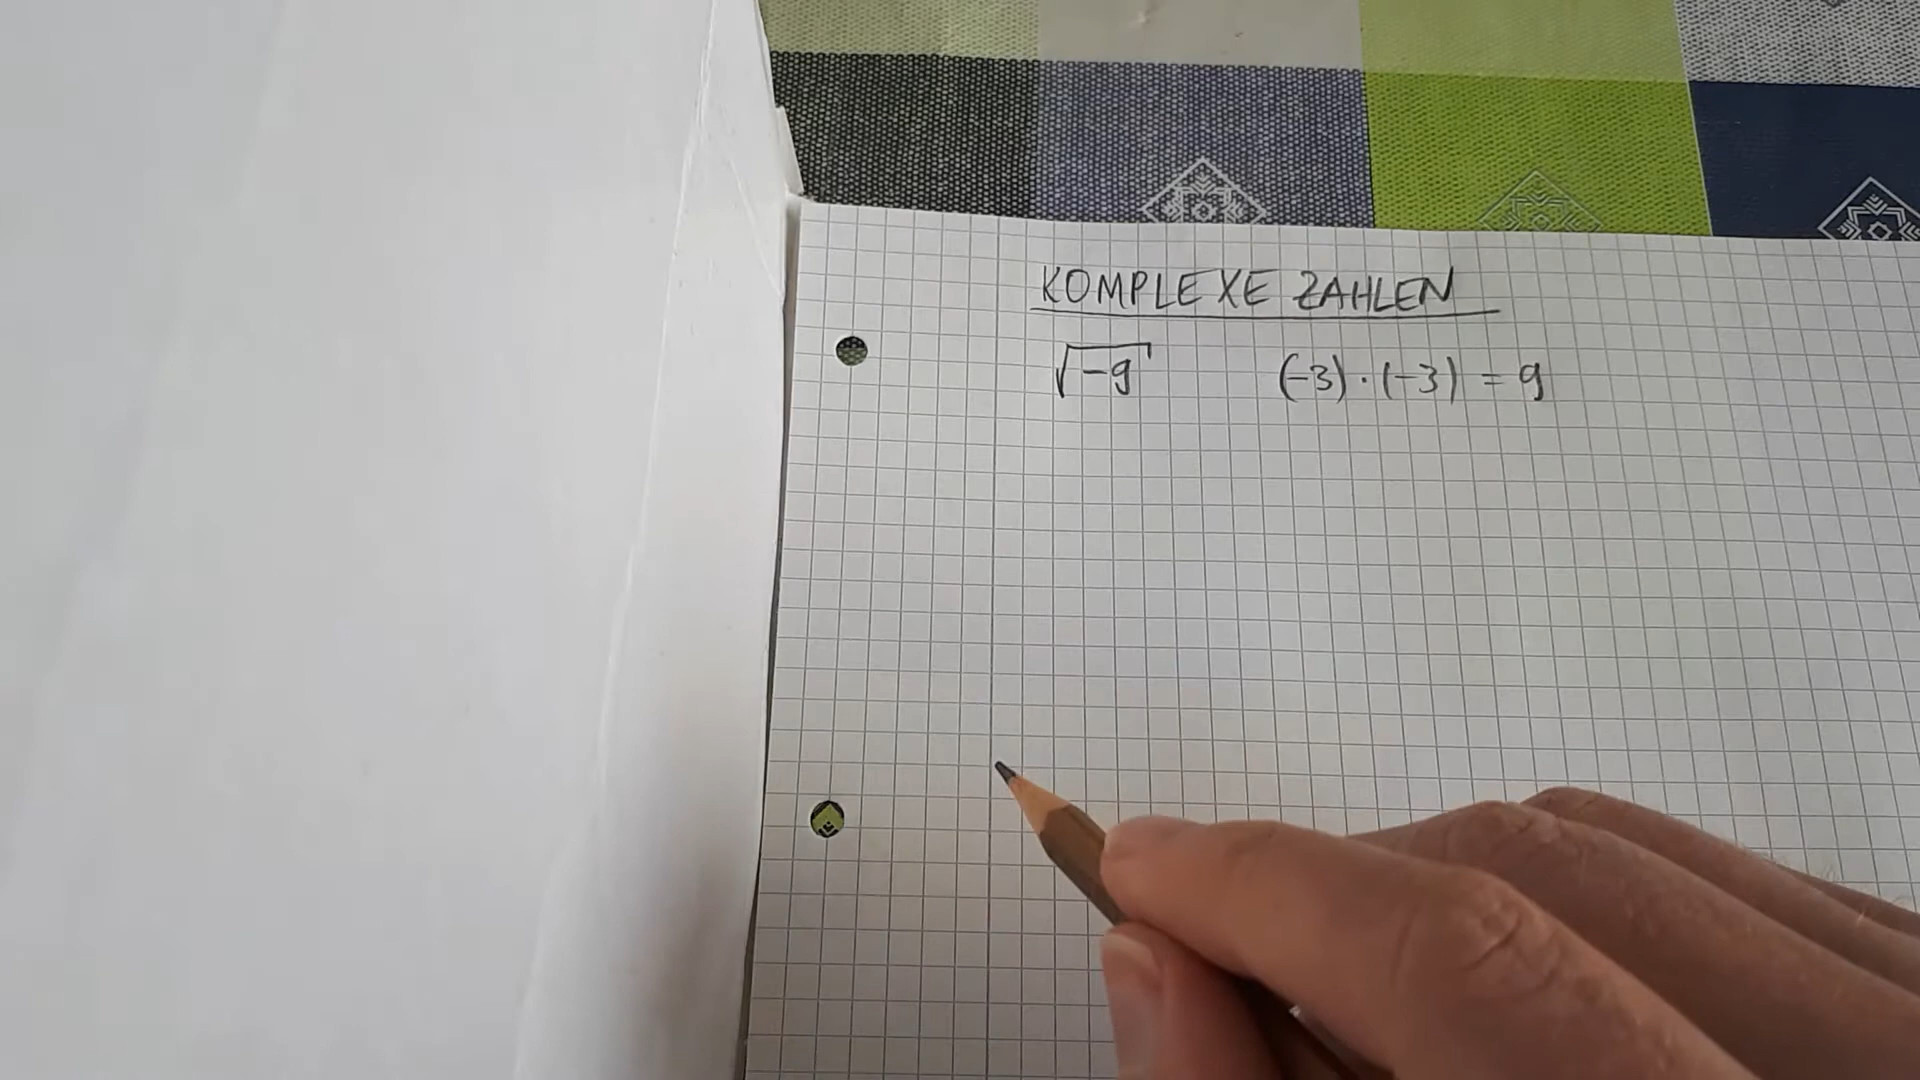 KOMPLEXE ZAHLEN
√-9 (-3)·(-3) = 9